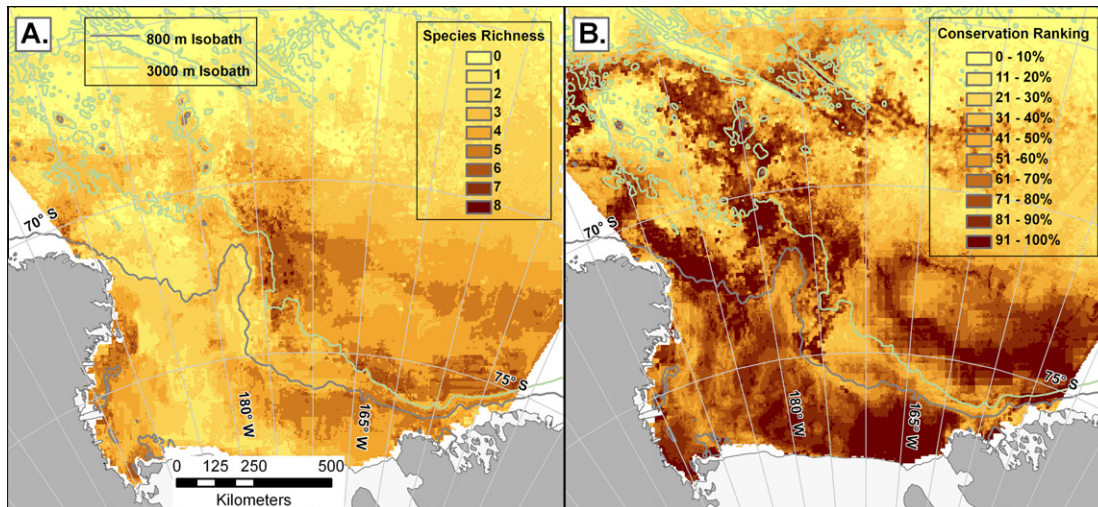 A.
800 m Isobath
3000 m Isobath
Species Richness
0
1
2
3
4
5
6
7
8
70° S
75° S
180° W
165° W
0 125 250 500
Kilometers
B.
Conservation Ranking
0 - 10%
11 - 20%
21 - 30%
31 - 40%
41 - 50%
51 -60%
61 - 70%
71 - 80%
81 - 90%
91 - 100%
70° S
75° S
180° W
165° W